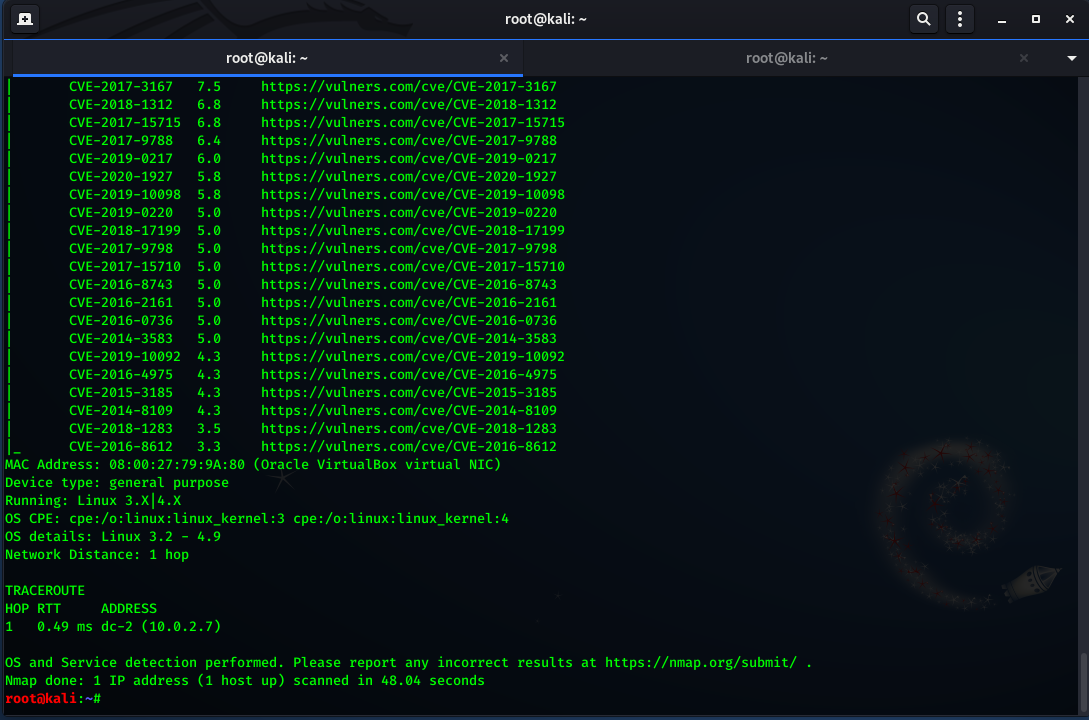 root@kali: ~
root@kali: ~
root@kali: ~
| CVE-2017-3167 7.5 https://vulners.com/cve/CVE-2017-3167
| CVE-2018-1312 6.8 https://vulners.com/cve/CVE-2018-1312
| CVE-2017-15715 6.8 https://vulners.com/cve/CVE-2017-15715
| CVE-2017-9788 6.4 https://vulners.com/cve/CVE-2017-9788
| CVE-2019-0217 6.0 https://vulners.com/cve/CVE-2019-0217
| CVE-2020-1927 5.8 https://vulners.com/cve/CVE-2020-1927
| CVE-2019-10098 5.8 https://vulners.com/cve/CVE-2019-10098
| CVE-2019-0220 5.0 https://vulners.com/cve/CVE-2019-0220
| CVE-2018-17199 5.0 https://vulners.com/cve/CVE-2018-17199
| CVE-2017-9798 5.0 https://vulners.com/cve/CVE-2017-9798
| CVE-2017-15710 5.0 https://vulners.com/cve/CVE-2017-15710
| CVE-2016-8743 5.0 https://vulners.com/cve/CVE-2016-8743
| CVE-2016-2161 5.0 https://vulners.com/cve/CVE-2016-2161
| CVE-2016-0736 5.0 https://vulners.com/cve/CVE-2016-0736
| CVE-2014-3583 5.0 https://vulners.com/cve/CVE-2014-3583
| CVE-2019-10092 4.3 https://vulners.com/cve/CVE-2019-10092
| CVE-2016-4975 4.3 https://vulners.com/cve/CVE-2016-4975
| CVE-2015-3185 4.3 https://vulners.com/cve/CVE-2015-3185
| CVE-2014-8109 4.3 https://vulners.com/cve/CVE-2014-8109
| CVE-2018-1283 3.5 https://vulners.com/cve/CVE-2018-1283
|_ CVE-2016-8612 3.3 https://vulners.com/cve/CVE-2016-8612
MAC Address: 08:00:27:79:9A:80 (Oracle VirtualBox virtual NIC)
Device type: general purpose
Running: Linux 3.X|4.X
OS CPE: cpe:/o:linux:linux_kernel:3 cpe:/o:linux:linux_kernel:4
OS details: Linux 3.2 - 4.9
Network Distance: 1 hop
TRACEROUTE
HOP RTT ADDRESS
1 0.49 ms dc-2 (10.0.2.7)
OS and Service detection performed. Please report any incorrect results at https://nmap.org/submit/ .
Nmap done: 1 IP address (1 host up) scanned in 48.04 seconds
root@kali:~#